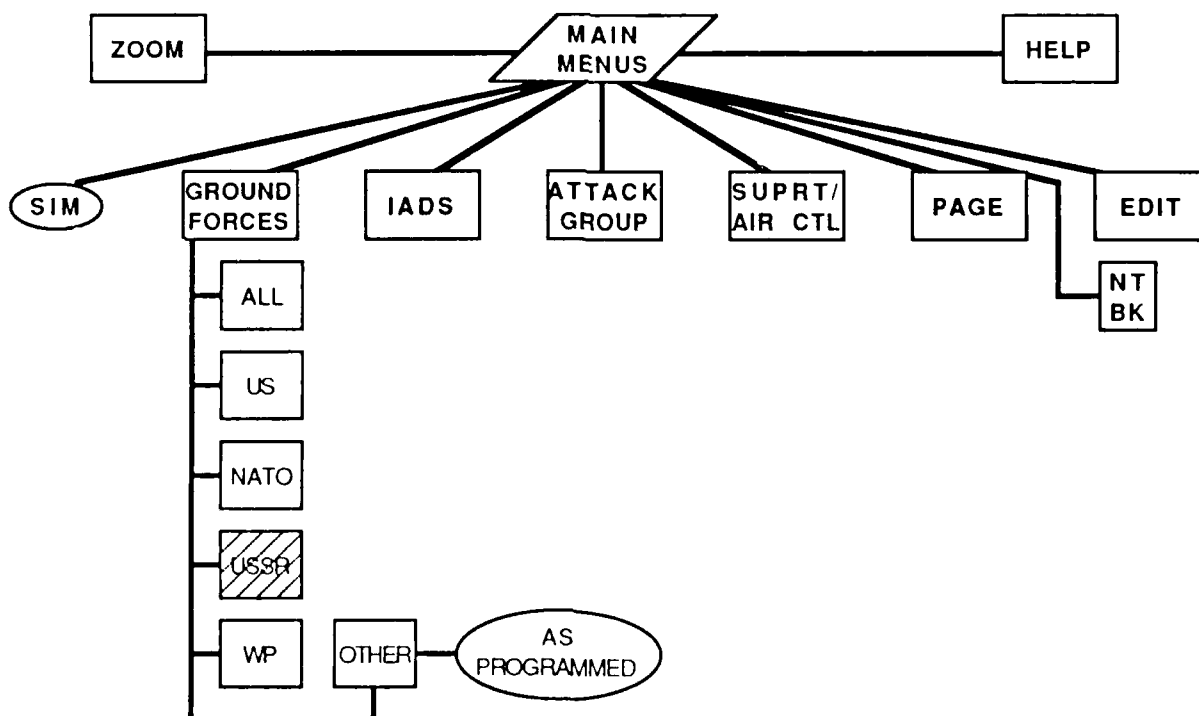 ZOOM
MAIN
MENUS
HELP
SIM
GROUND
FORCES
IADS
ATTACK
GROUP
SUPRT/
AIR CTL
PAGE
EDIT
NT
BK
ALL
US
NATO
USSR
WP
OTHER
AS
PROGRAMMED